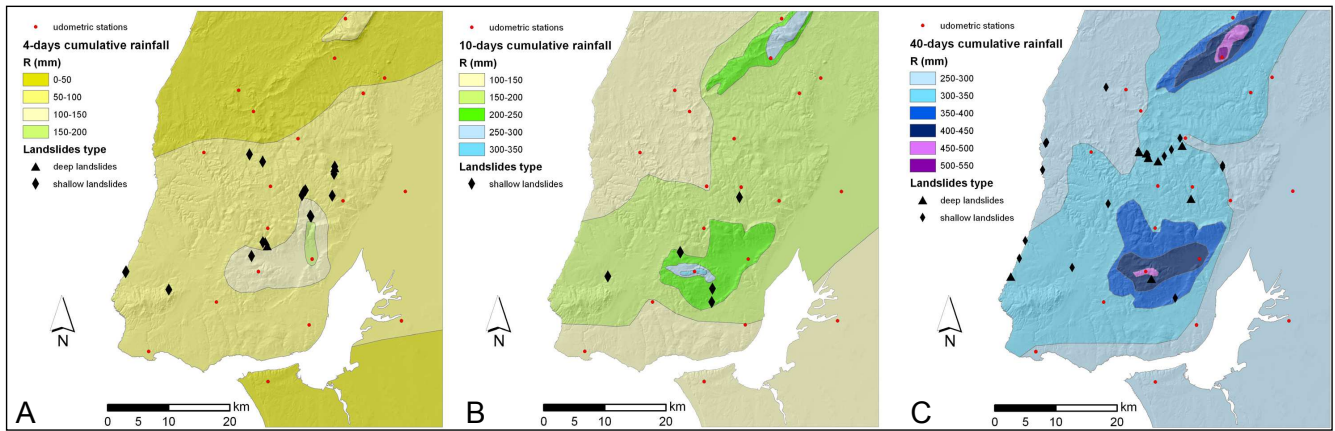 udometric stations
4-days cumulative rainfall
R (mm)
0-50
50-100
100-150
150-200
Landslides type
deep landslides
shallow landslides
N
A
km
0 5 10 20
udometric stations
10-days cumulative rainfall
R (mm)
100-150
150-200
200-250
250-300
300-350
Landslides type
shallow landslides
N
B
km
0 5 10 20
udometric stations
40-days cumulative rainfall
R (mm)
250-300
300-350
350-400
400-450
450-500
500-550
Landslides type
deep landslides
shallow landslides
N
C
km
0 5 10 20